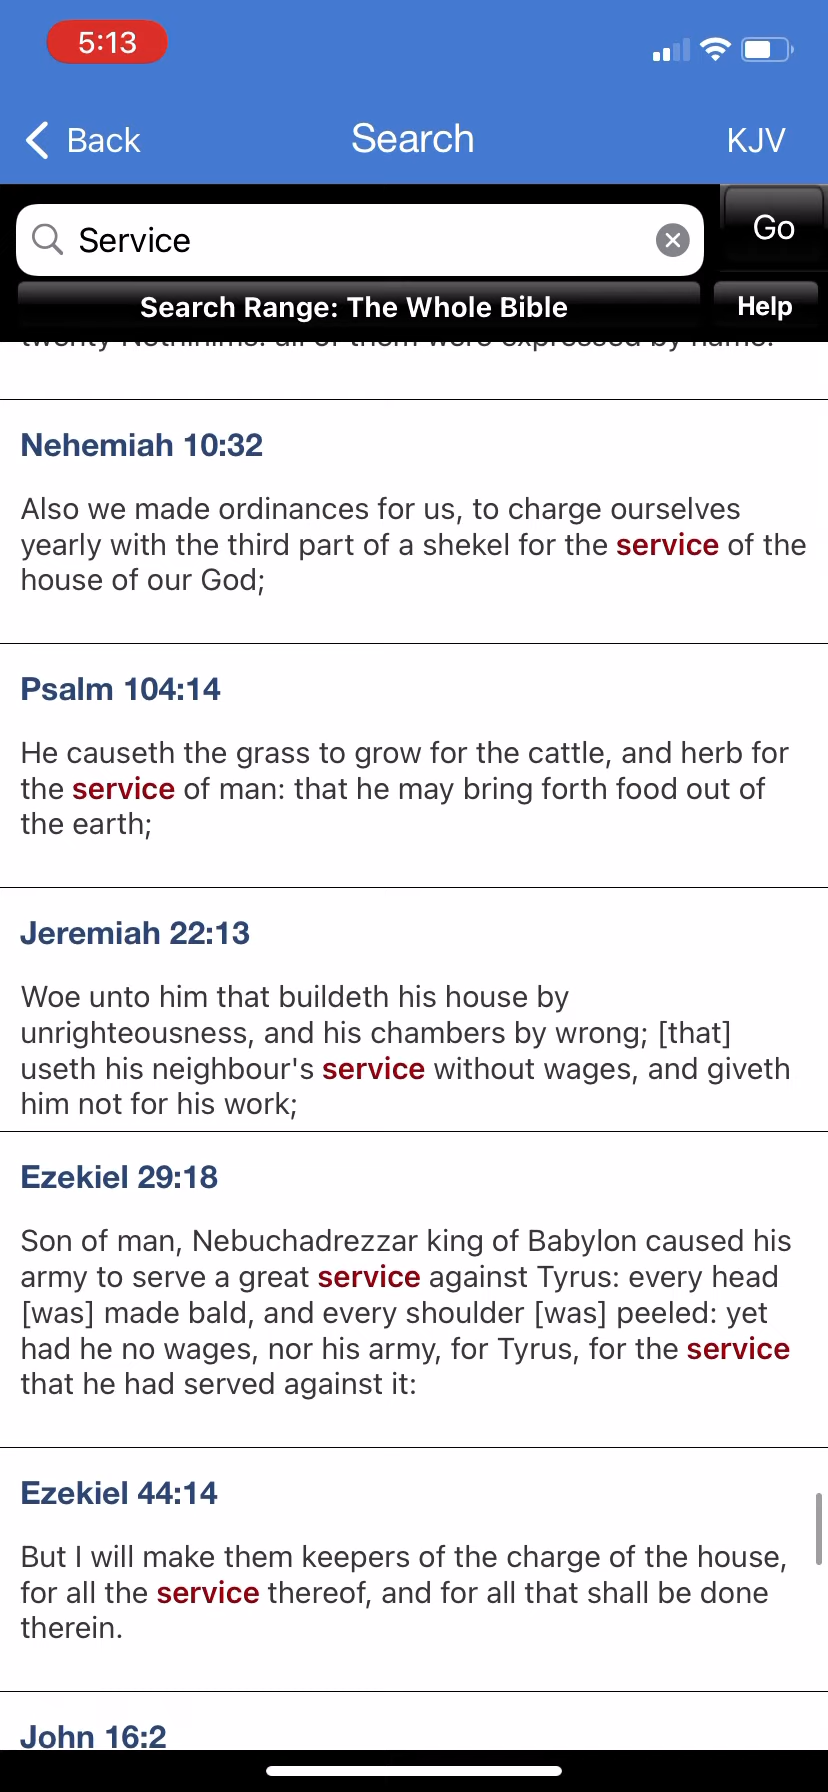 5:13
Back
Search
KJV
Service
Go
Search Range: The Whole Bible
Help
Nehemiah 10:32
Also we made ordinances for us, to charge ourselves
yearly with the third part of a shekel for the service of the
house of our God;
Psalm 104:14
He causeth the grass to grow for the cattle, and herb for
the service of man: that he may bring forth food out of
the earth;
Jeremiah 22:13
Woe unto him that buildeth his house by
unrighteousness, and his chambers by wrong; [that]
useth his neighbour's service without wages, and giveth
him not for his work;
Ezekiel 29:18
Son of man, Nebuchadrezzar king of Babylon caused his
army to serve a great service against Tyrus: every head
[was] made bald, and every shoulder [was] peeled: yet
had he no wages, nor his army, for Tyrus, for the service
that he had served against it:
Ezekiel 44:14
But I will make them keepers of the charge of the house,
for all the service thereof, and for all that shall be done
therein.
John 16:2